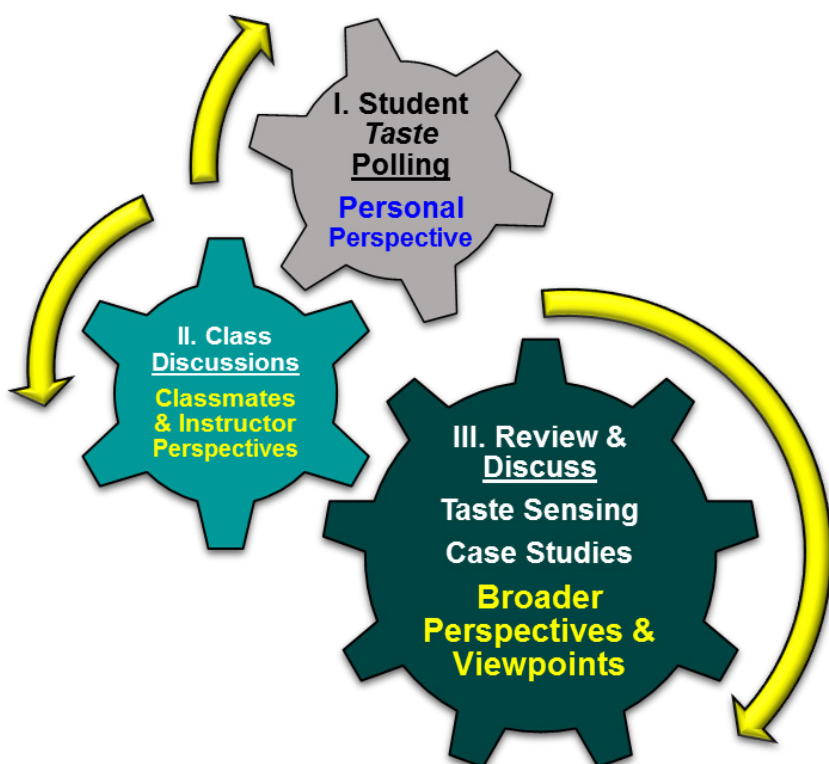 I. Student
Taste
Polling
Personal
Perspective
II. Class
Discussions
Classmates
& Instructor
Perspectives
III. Review &
Discuss
Taste Sensing
Case Studies
Broader
Perspectives &
Viewpoints